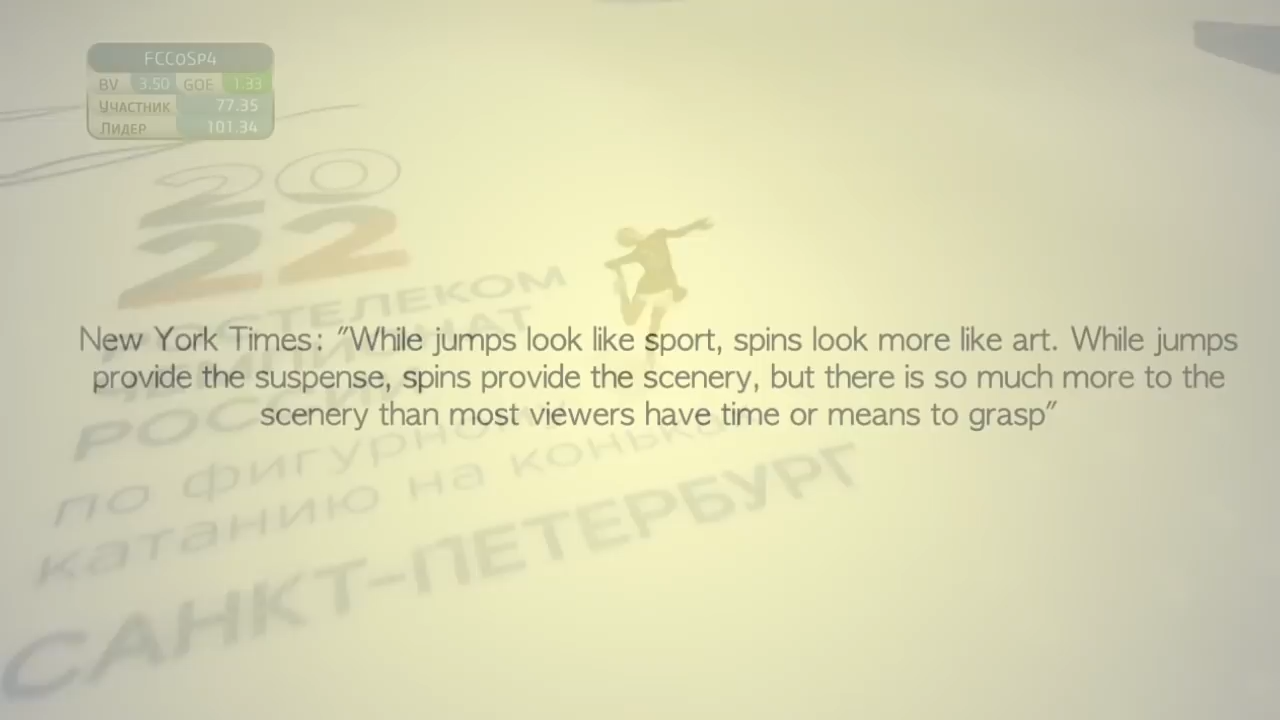 FCCoSp4
BV 3.50 GOE 1.33
Участник 77.35
Лидер 101.34
2022
РОСТЕЛЕКОМ
ЧЕМПИОНАТ
РОССИИ
по фигурному
катанию на коньках
САНКТ-ПЕТЕРБУРГ
New York Times: "While jumps look like sport, spins look more like art. While jumps
provide the suspense, spins provide the scenery, but there is so much more to the
scenery than most viewers have time or means to grasp"